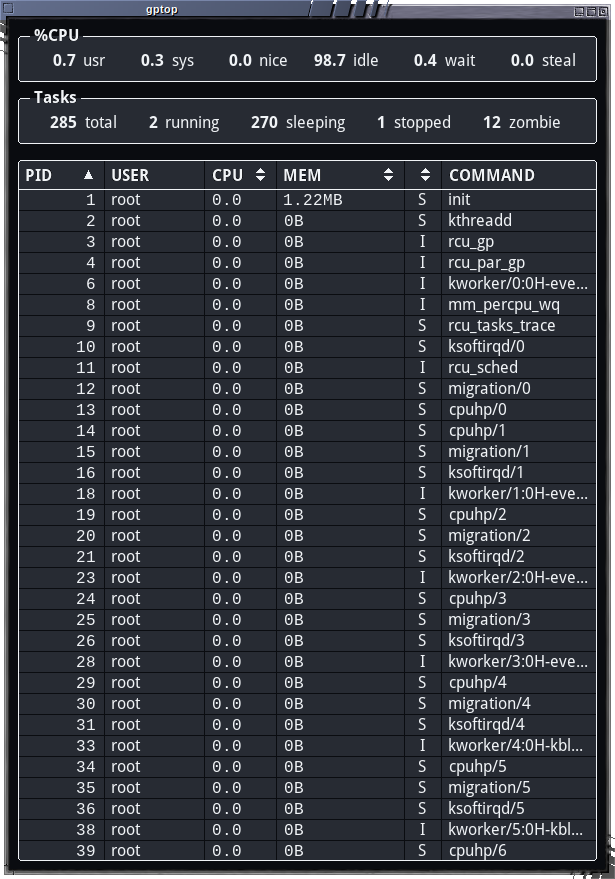 gptop
%CPU
0.7 usr 0.3 sys 0.0 nice 98.7 idle 0.4 wait 0.0 steal
Tasks
285 total 2 running 270 sleeping 1 stopped 12 zombie
PID USER CPU MEM COMMAND
1 root 0.0 1.22MB S init
2 root 0.0 0B S kthreadd
3 root 0.0 0B I rcu_gp
4 root 0.0 0B I rcu_par_gp
6 root 0.0 0B I kworker/0:0H-eve...
8 root 0.0 0B I mm_percpu_wq
9 root 0.0 0B S rcu_tasks_trace
10 root 0.0 0B S ksoftirqd/0
11 root 0.0 0B I rcu_sched
12 root 0.0 0B S migration/0
13 root 0.0 0B S cpuhp/0
14 root 0.0 0B S cpuhp/1
15 root 0.0 0B S migration/1
16 root 0.0 0B S ksoftirqd/1
18 root 0.0 0B I kworker/1:0H-eve...
19 root 0.0 0B S cpuhp/2
20 root 0.0 0B S migration/2
21 root 0.0 0B S ksoftirqd/2
23 root 0.0 0B I kworker/2:0H-eve...
24 root 0.0 0B S cpuhp/3
25 root 0.0 0B S migration/3
26 root 0.0 0B S ksoftirqd/3
28 root 0.0 0B I kworker/3:0H-eve...
29 root 0.0 0B S cpuhp/4
30 root 0.0 0B S migration/4
31 root 0.0 0B S ksoftirqd/4
33 root 0.0 0B I kworker/4:0H-kbl...
34 root 0.0 0B S cpuhp/5
35 root 0.0 0B S migration/5
36 root 0.0 0B S ksoftirqd/5
38 root 0.0 0B I kworker/5:0H-kbl...
39 root 0.0 0B S cpuhp/6